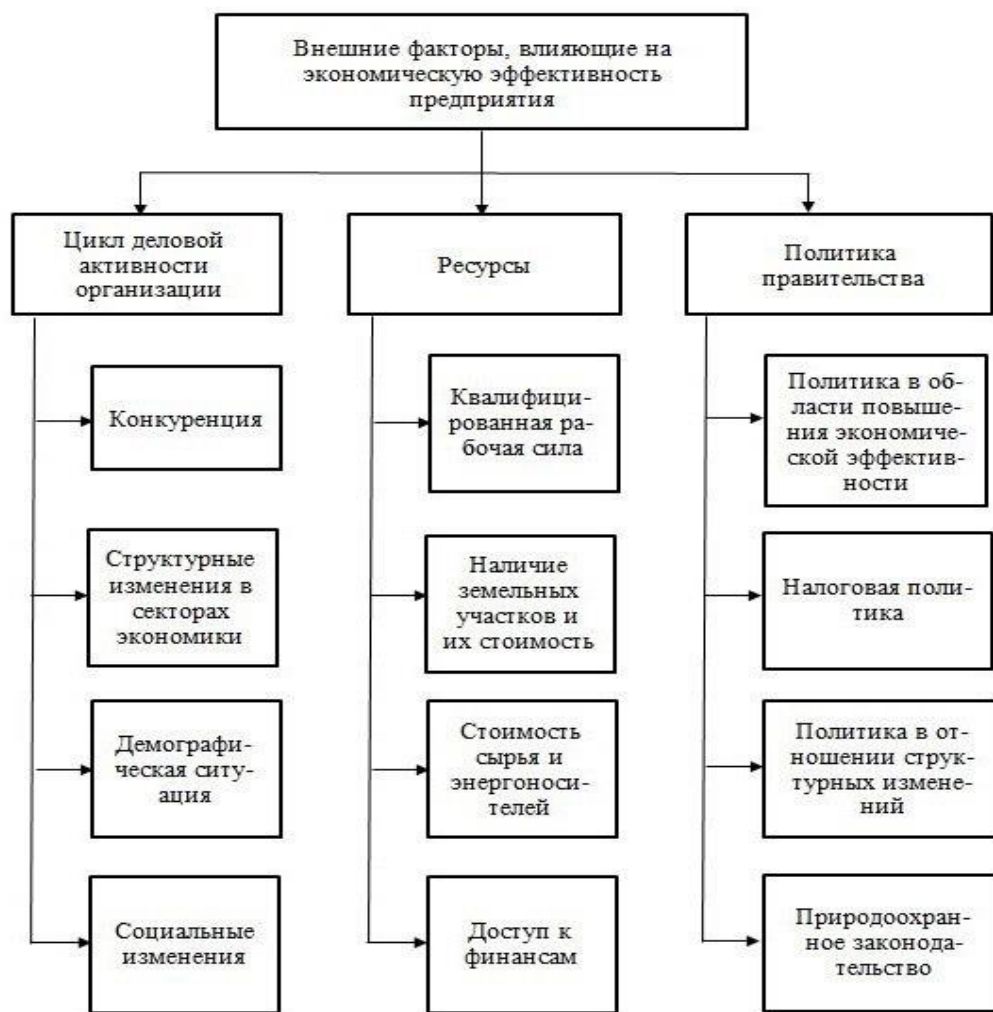 Внешние факторы, влияющие на
экономическую эффективность
предприятия
Цикл деловой
активности
организации
Ресурсы
Политика
правительства
Конкуренция
Квалифици-
рованная ра-
бочая сила
Политика в об-
ласти повыше-
ния экономиче-
ской эффектив-
ности
Структурные
изменения в
секторах
экономики
Наличие
земельных
участков и
их стоимость
Налоговая поли-
тика
Демографи-
ческая ситу-
ация
Стоимость
сырья и
энергоноси-
телей
Политика в от-
ношении струк-
турных измене-
ний
Социальные
изменения
Доступ к
финансам
Природоохран-
ное законода-
тельство